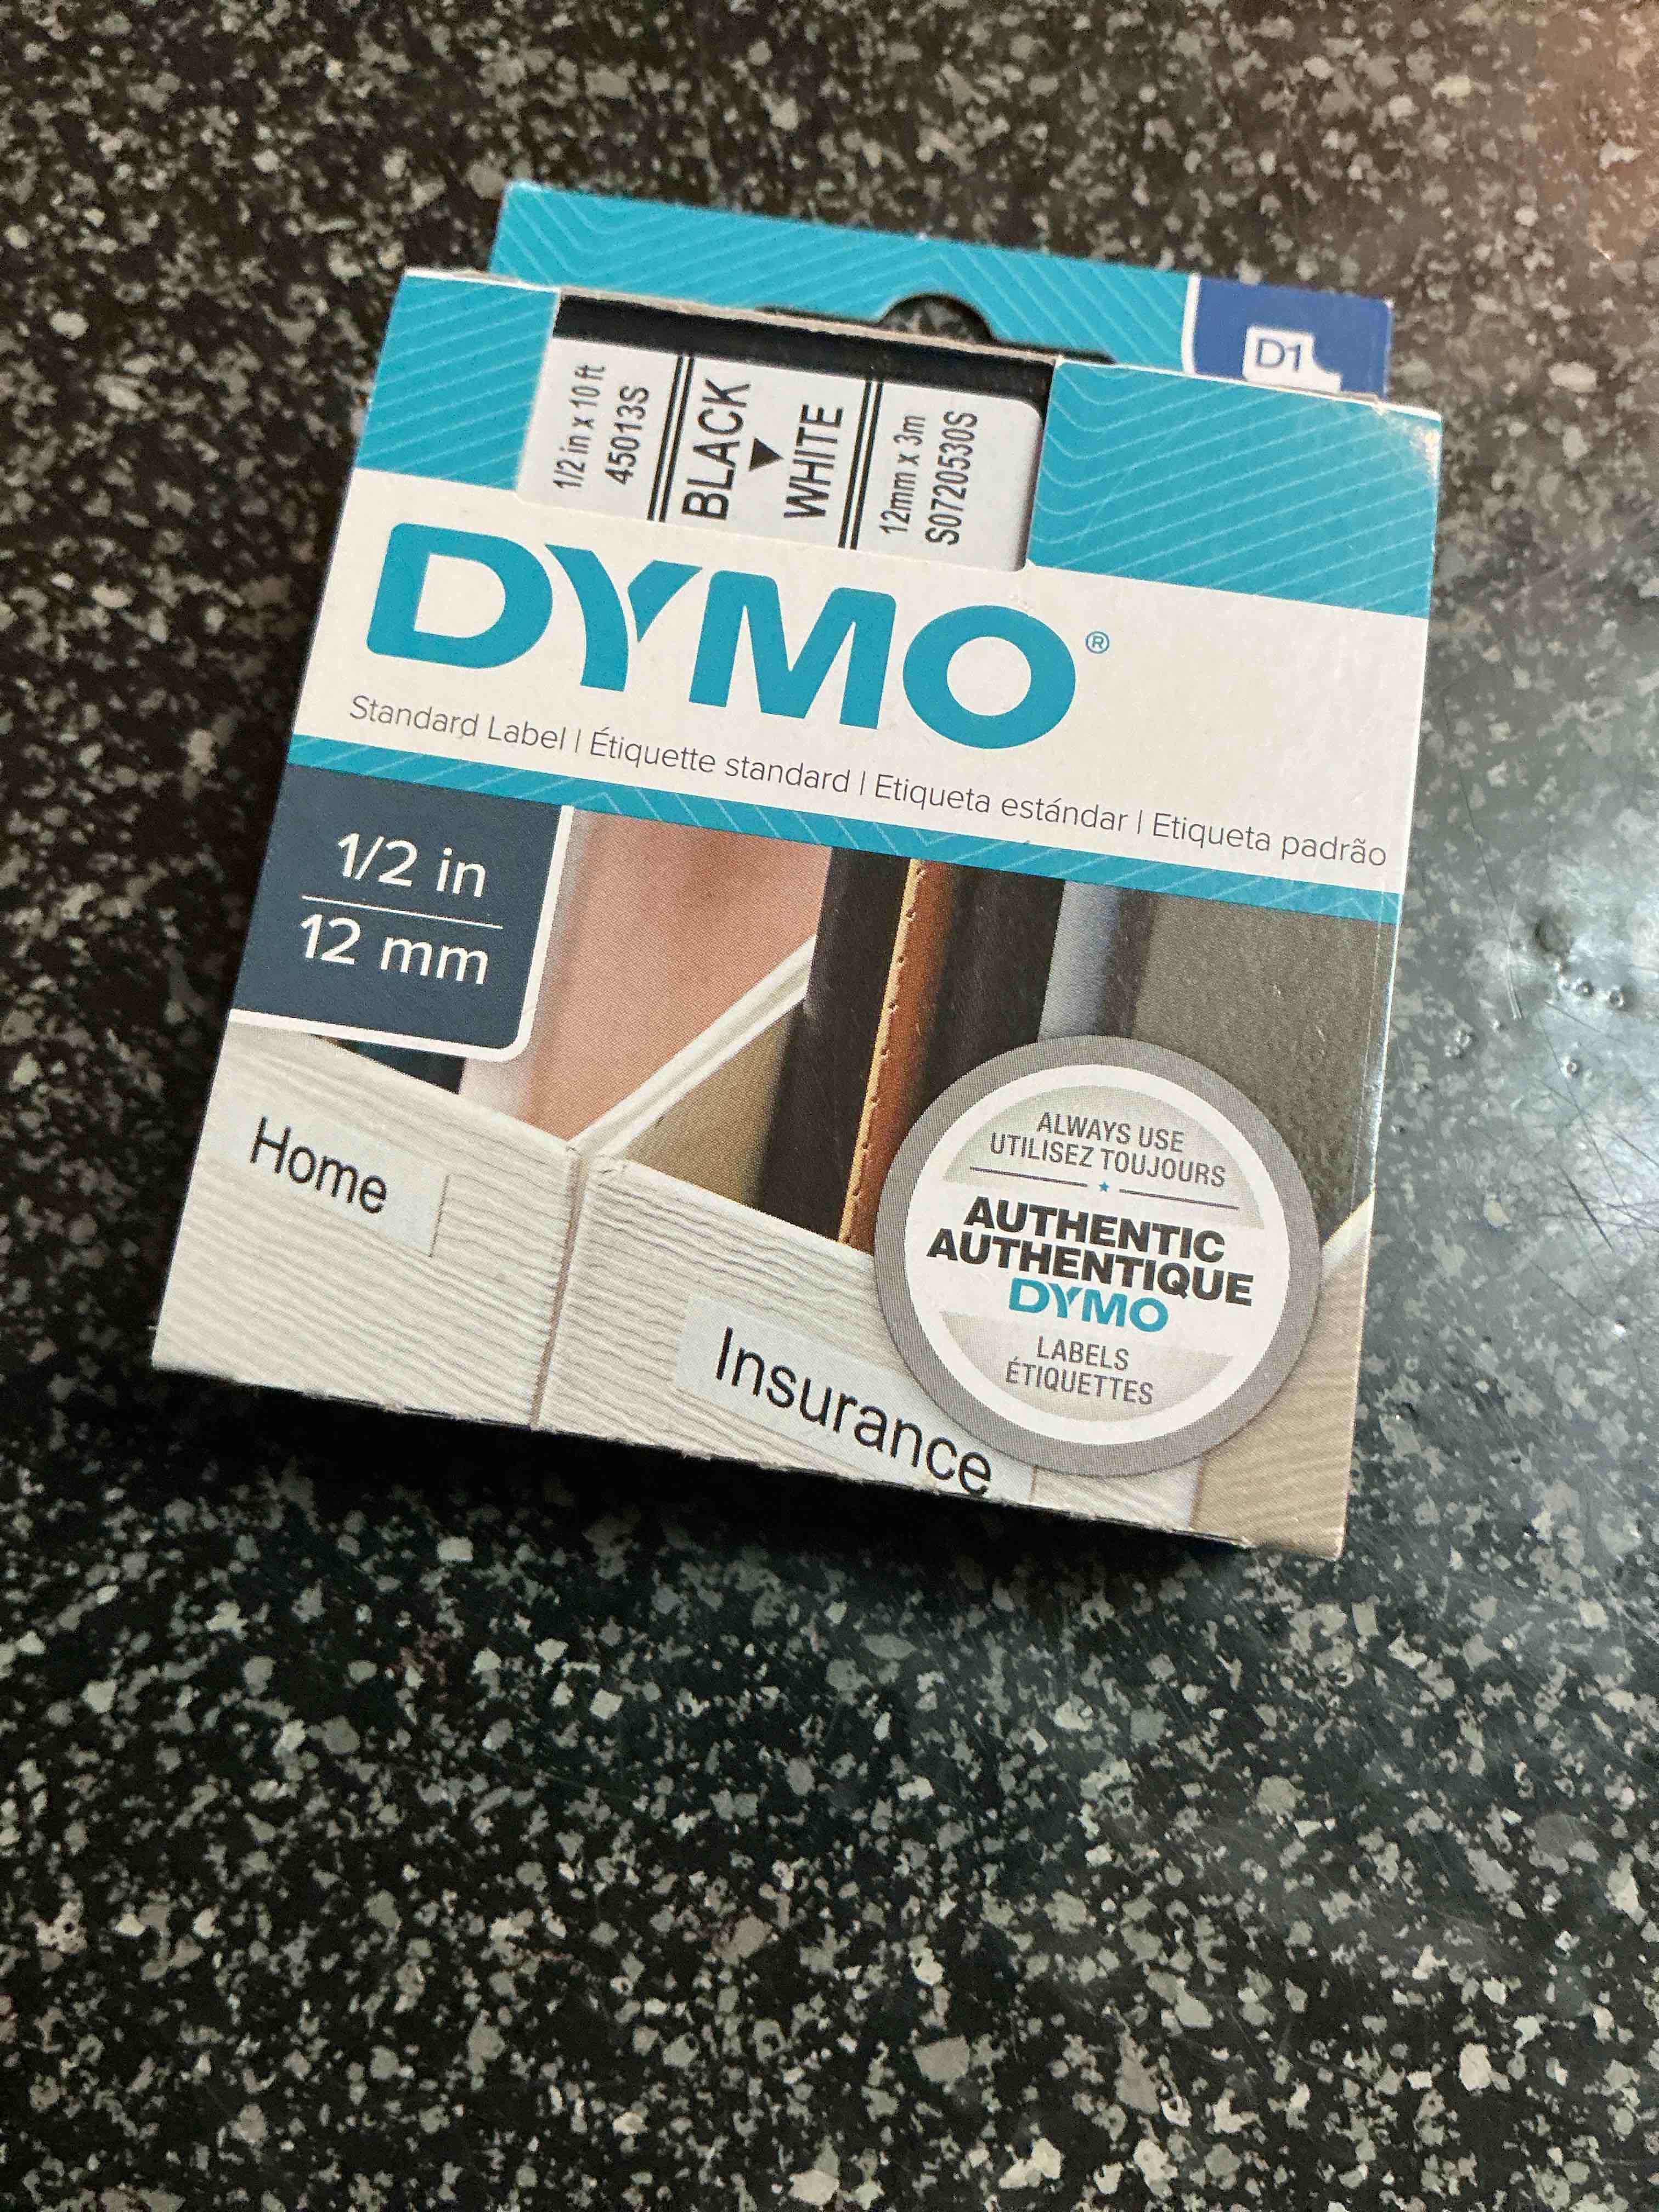 D1
1/2 in x 10 ft
45013S
BLACK
WHITE
12mm x 3m
S0720530S
DYMO®
Standard Label | Étiquette standard | Etiqueta estándar | Etiqueta padrão
1/2 in
12 mm
Home
Insurance
ALWAYS USE
UTILISEZ TOUJOURS
AUTHENTIC
AUTHENTIQUE
DYMO
LABELS
ÉTIQUETTES